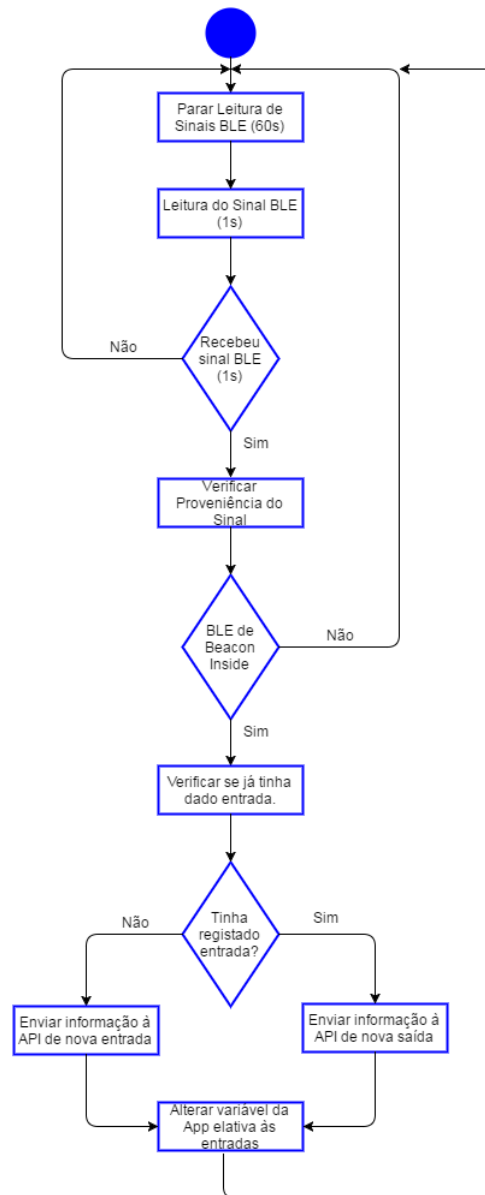 Parar Leitura de
Sinais BLE (60s)
Leitura do Sinal BLE
(1s)
Não
Recebeu
sinal BLE
(1s)
Sim
Verificar
Proveniência do
Sinal
BLE de
Beacon
Inside
Não
Sim
Verificar se já tinha
dado entrada.
Não
Tinha
registado
entrada?
Sim
Enviar informação à
API de nova entrada
Enviar informação à
API de nova saída
Alterar variável da
App elativa às
entradas